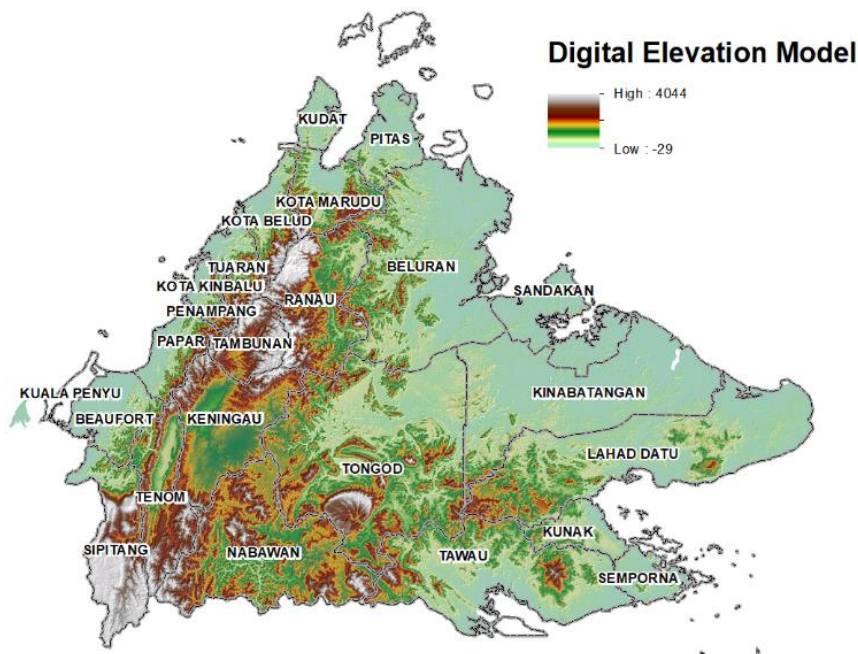 Digital Elevation Model
High : 4044
Low : -29
KUDAT
PITAS
KOTA MARUDU
KOTA BELUD
TUARAN
BELURAN
KOTA KINBALU
SANDAKAN
RANAU
PENAMPANG
PAPAR
TAMBUNAN
KUALA PENYU
KINABATANGAN
BEAUFORT
KENINGAU
LAHAD DATU
TONGOD
TENOM
KUNAK
SIPITANG
NABAWAN
TAWAU
SEMPORNA